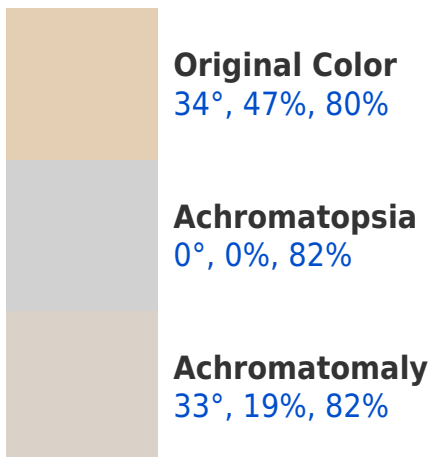 Original Color
34°, 47%, 80%
Achromatopsia
0°, 0%, 82%
Achromatomaly
33°, 19%, 82%